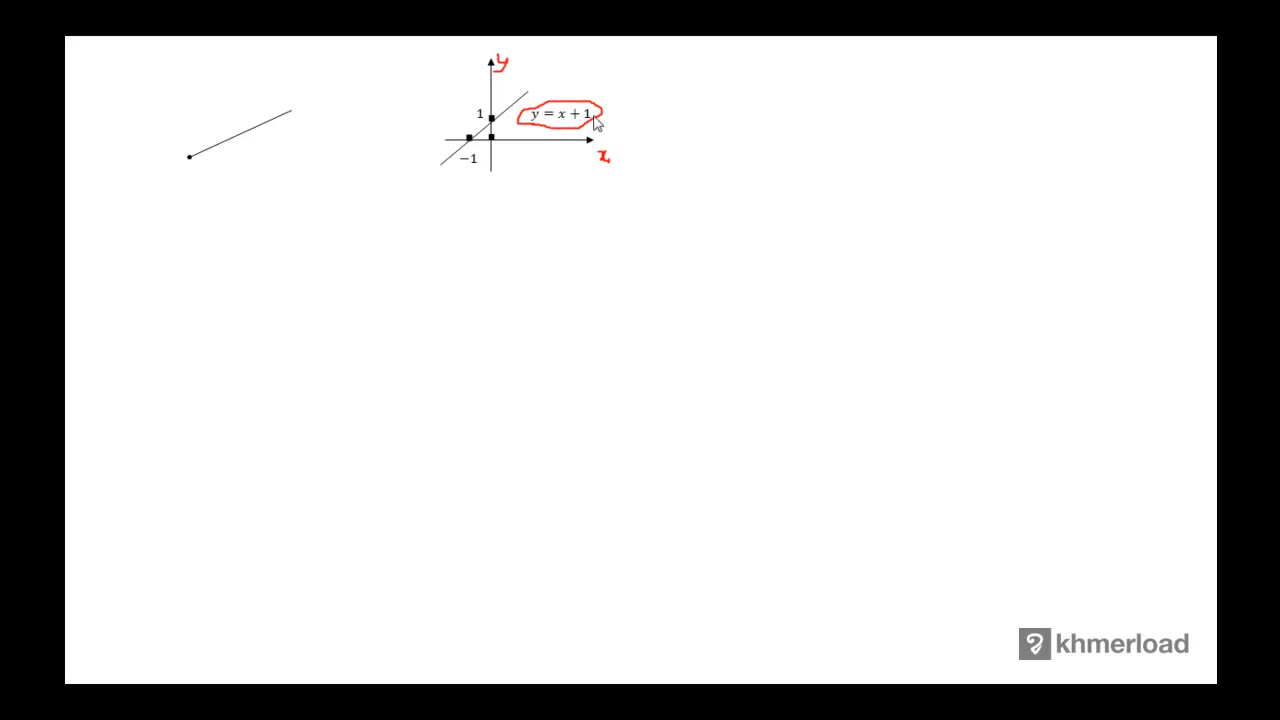 y
1
y = x + 1
−1
x
khmerload